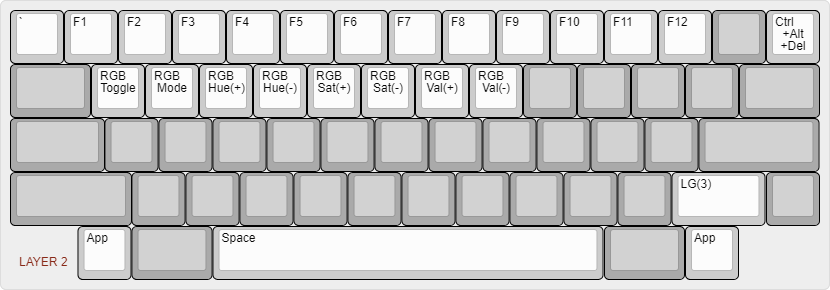 ` F1 F2 F3 F4 F5 F6 F7 F8 F9 F10 F11 F12 Ctrl
+Alt
+Del
RGB RGB RGB RGB RGB RGB RGB RGB
Toggle Mode Hue(+) Hue(-) Sat(+) Sat(-) Val(+) Val(-)
LG(3)
App Space App
LAYER 2